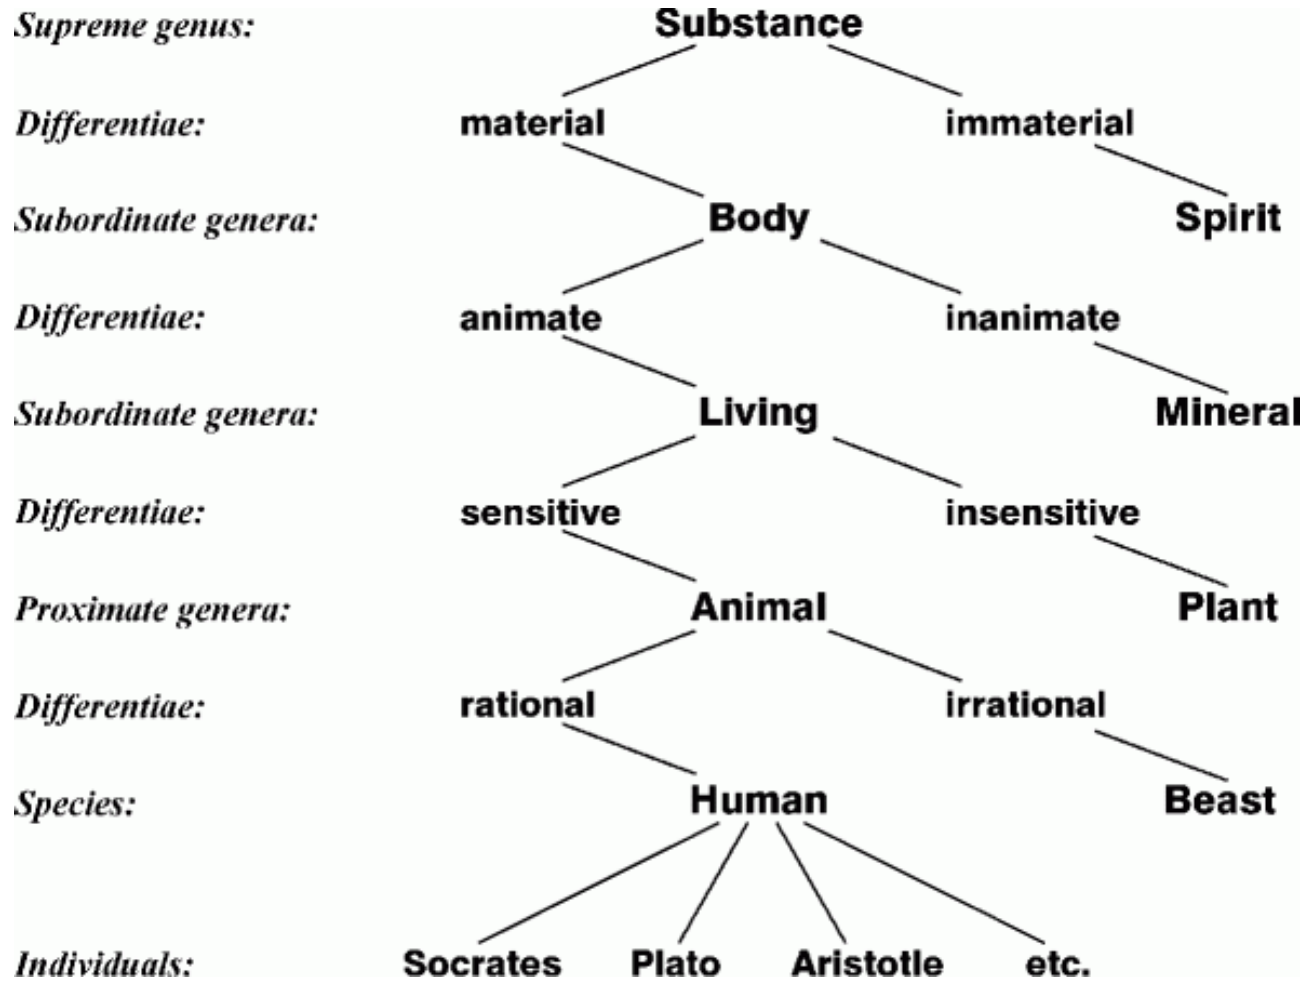 Supreme genus: Substance
Differentiae: material immaterial
Subordinate genera: Body Spirit
Differentiae: animate inanimate
Subordinate genera: Living Mineral
Differentiae: sensitive insensitive
Proximate genera: Animal Plant
Differentiae: rational irrational
Species: Human Beast
Individuals: Socrates Plato Aristotle etc.